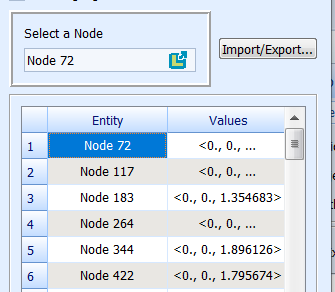 Select a Node
Node 72
Import/Export...
Entity Values
1 Node 72 <0., 0., ...
2 Node 117 <0., 0., ...
3 Node 183 <0., 0., 1.354683>
4 Node 264 <0., 0., ...
5 Node 344 <0., 0., 1.896126>
6 Node 422 <0., 0., 1.795674>